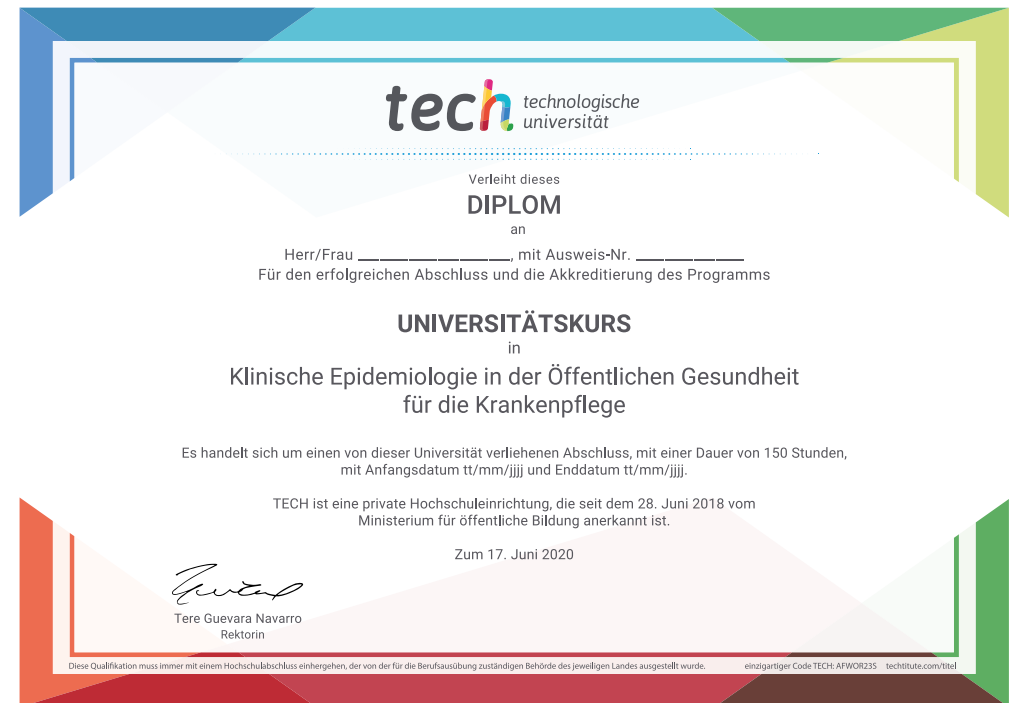 tech technologische
universität
Verleiht dieses
DIPLOM
an
Herr/Frau ____________________, mit Ausweis-Nr. ______________
Für den erfolgreichen Abschluss und die Akkreditierung des Programms
UNIVERSITÄTSKURS
in
Klinische Epidemiologie in der Öffentlichen Gesundheit
für die Krankenpflege
Es handelt sich um einen von dieser Universität verliehenen Abschluss, mit einer Dauer von 150 Stunden,
mit Anfangsdatum tt/mm/jjjj und Enddatum tt/mm/jjjj.
TECH ist eine private Hochschuleinrichtung, die seit dem 28. Juni 2018 vom
Ministerium für öffentliche Bildung anerkannt ist.
Zum 17. Juni 2020
Tere Guevara Navarro
Rektorin
Diese Qualifikation muss immer mit einem Hochschulabschluss einhergehen, der von der für die Berufsausübung zuständigen Behörde des jeweiligen Landes ausgestellt wurde. einzigartiger Code TECH: AFWOR23S techtitute.com/titel